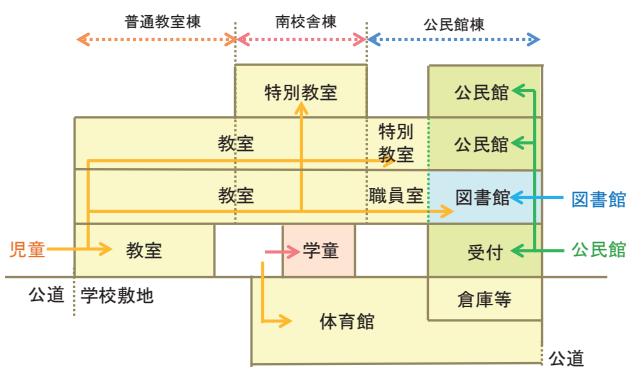 普通教室棟
南校舎棟
公民館棟
特別教室
公民館
教室
特別
教室
公民館
教室
職員室
図書館
図書館
児童
教室
学童
受付
公民館
公道
学校敷地
倉庫等
体育館
公道